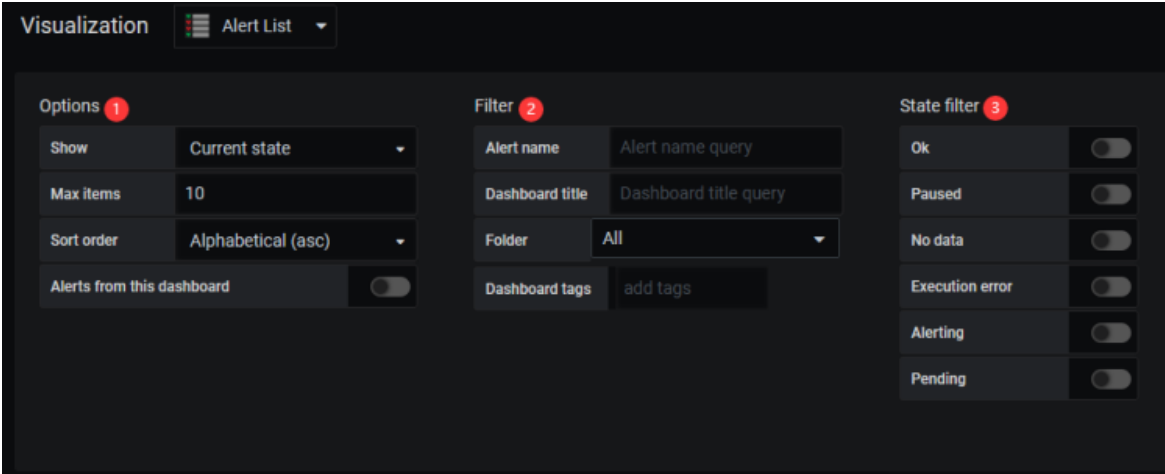 Visualization Alert List
Options 1
Show Current state
Max items 10
Sort order Alphabetical (asc)
Alerts from this dashboard
Filter 2
Alert name Alert name query
Dashboard title Dashboard title query
Folder All
Dashboard tags add tags
State filter 3
Ok
Paused
No data
Execution error
Alerting
Pending